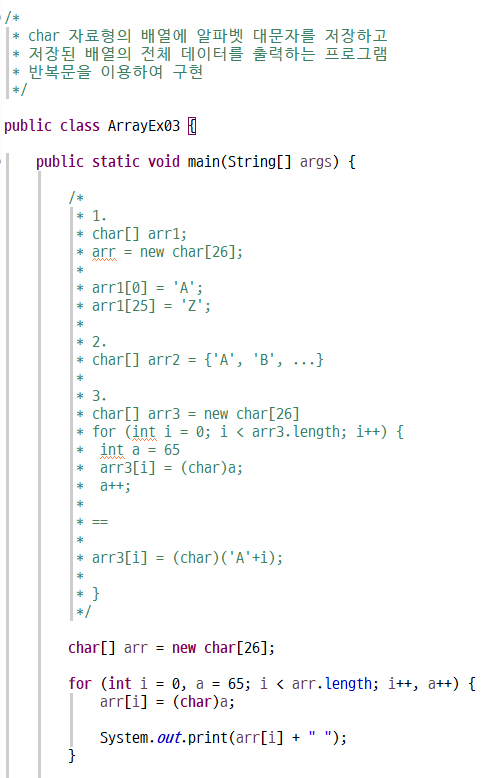 /*
 * char 자료형의 배열에 알파벳 대문자를 저장하고
 * 저장된 배열의 전체 데이터를 출력하는 프로그램
 * 반복문을 이용하여 구현
 */
public class ArrayEx03 {
public static void main(String[] args) {
/*
 * 1.
 * char[] arr1;
 * arr = new char[26];
 *
 * arr1[0] = 'A';
 * arr1[25] = 'Z';
 *
 * 2.
 * char[] arr2 = {'A', 'B', ...}
 *
 * 3.
 * char[] arr3 = new char[26]
 * for (int i = 0; i < arr3.length; i++) {
 *  int a = 65
 *  arr3[i] = (char)a;
 *  a++;
 *
 * ==
 *
 * arr3[i] = (char)('A'+i);
 *
 * }
 */
char[] arr = new char[26];
for (int i = 0, a = 65; i < arr.length; i++, a++) {
arr[i] = (char)a;
System.out.print(arr[i] + " ");
}